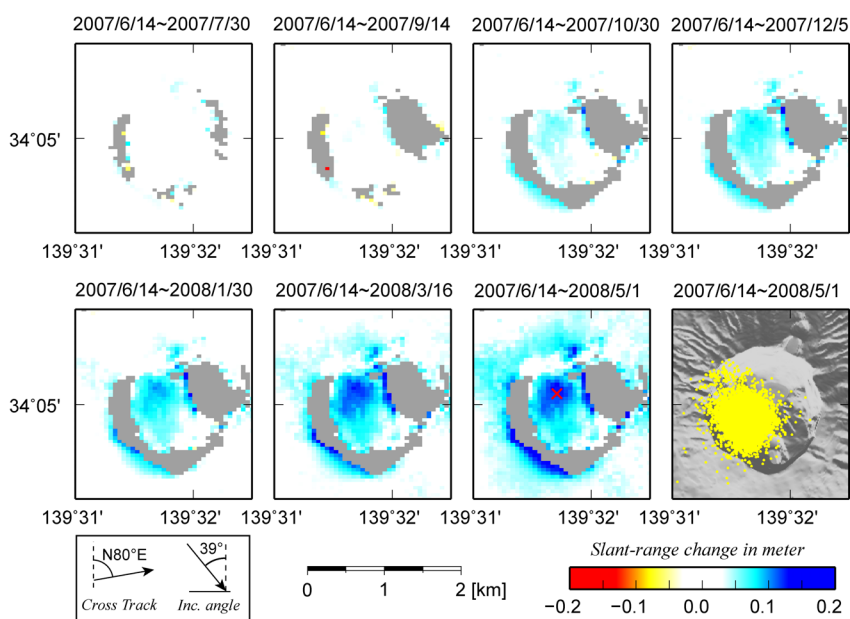 2007/6/14~2007/7/30 2007/6/14~2007/9/14 2007/6/14~2007/10/30 2007/6/14~2007/12/5
34°05'
139°31' 139°32' 139°31' 139°32' 139°31' 139°32' 139°31' 139°32'
2007/6/14~2008/1/30 2007/6/14~2008/3/16 2007/6/14~2008/5/1 2007/6/14~2008/5/1
34°05'
139°31' 139°32' 139°31' 139°32' 139°31' 139°32' 139°31' 139°32'
N80°E 39°
Cross Track Inc. angle
0 1 2 [km]
Slant-range change in meter
−0.2 −0.1 0.0 0.1 0.2